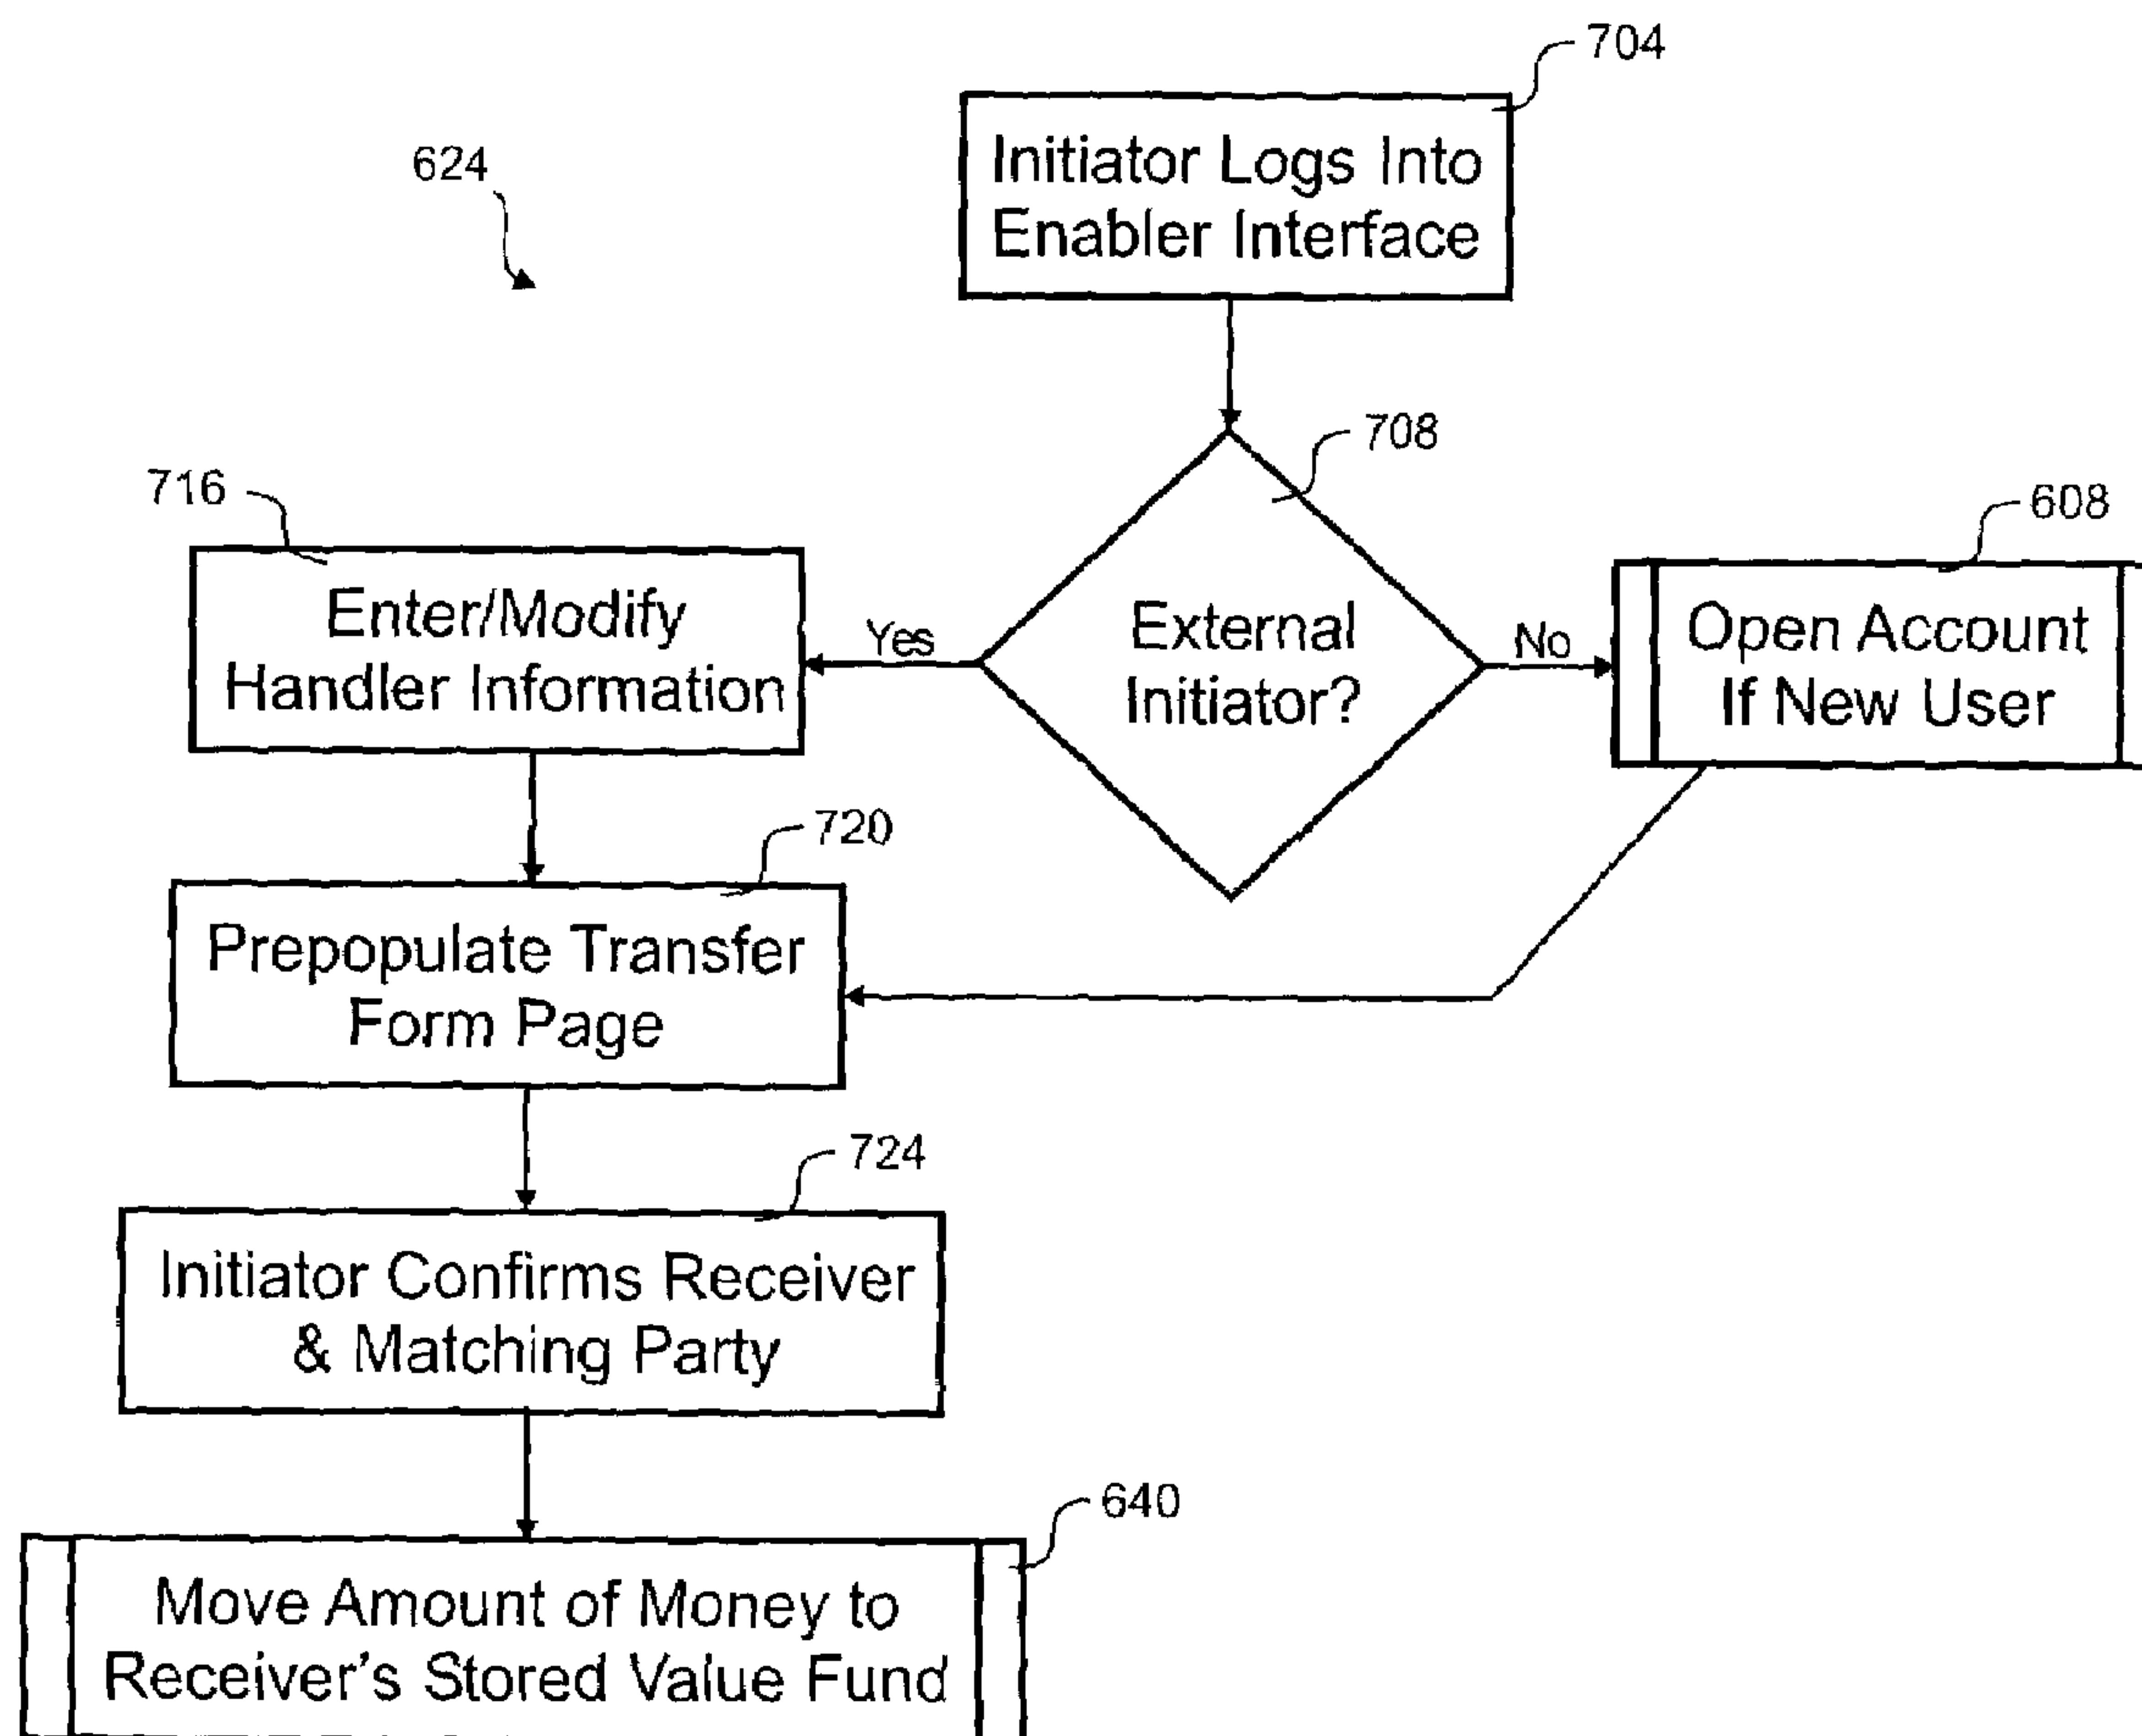 704
624
Initiator Logs Into
Enabler Interface
708
716
608
Enter/Modify
Handler Information
Yes
External
Initiator?
No
Open Account
If New User
720
Prepopulate Transfer
Form Page
724
Initiator Confirms Receiver
& Matching Party
640
Move Amount of Money to
Receiver's Stored Value Fund